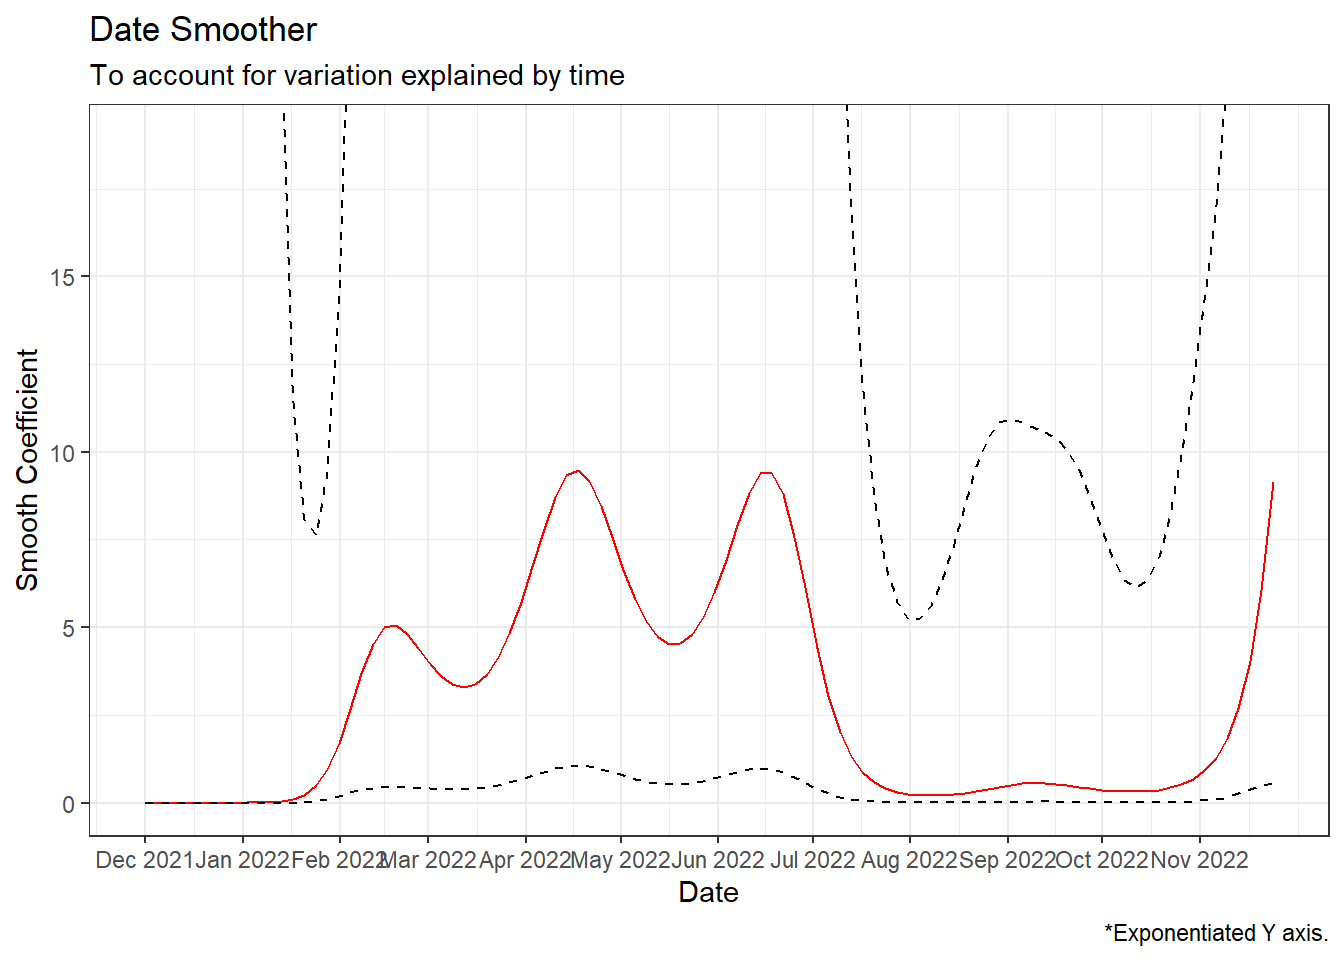 Date Smoother
To account for variation explained by time
Smooth Coefficient
15
10
5
0
Dec 2021 Jan 2022 Feb 2022 Mar 2022 Apr 2022 May 2022 Jun 2022 Jul 2022 Aug 2022 Sep 2022 Oct 2022 Nov 2022
Date
*Exponentiated Y axis.